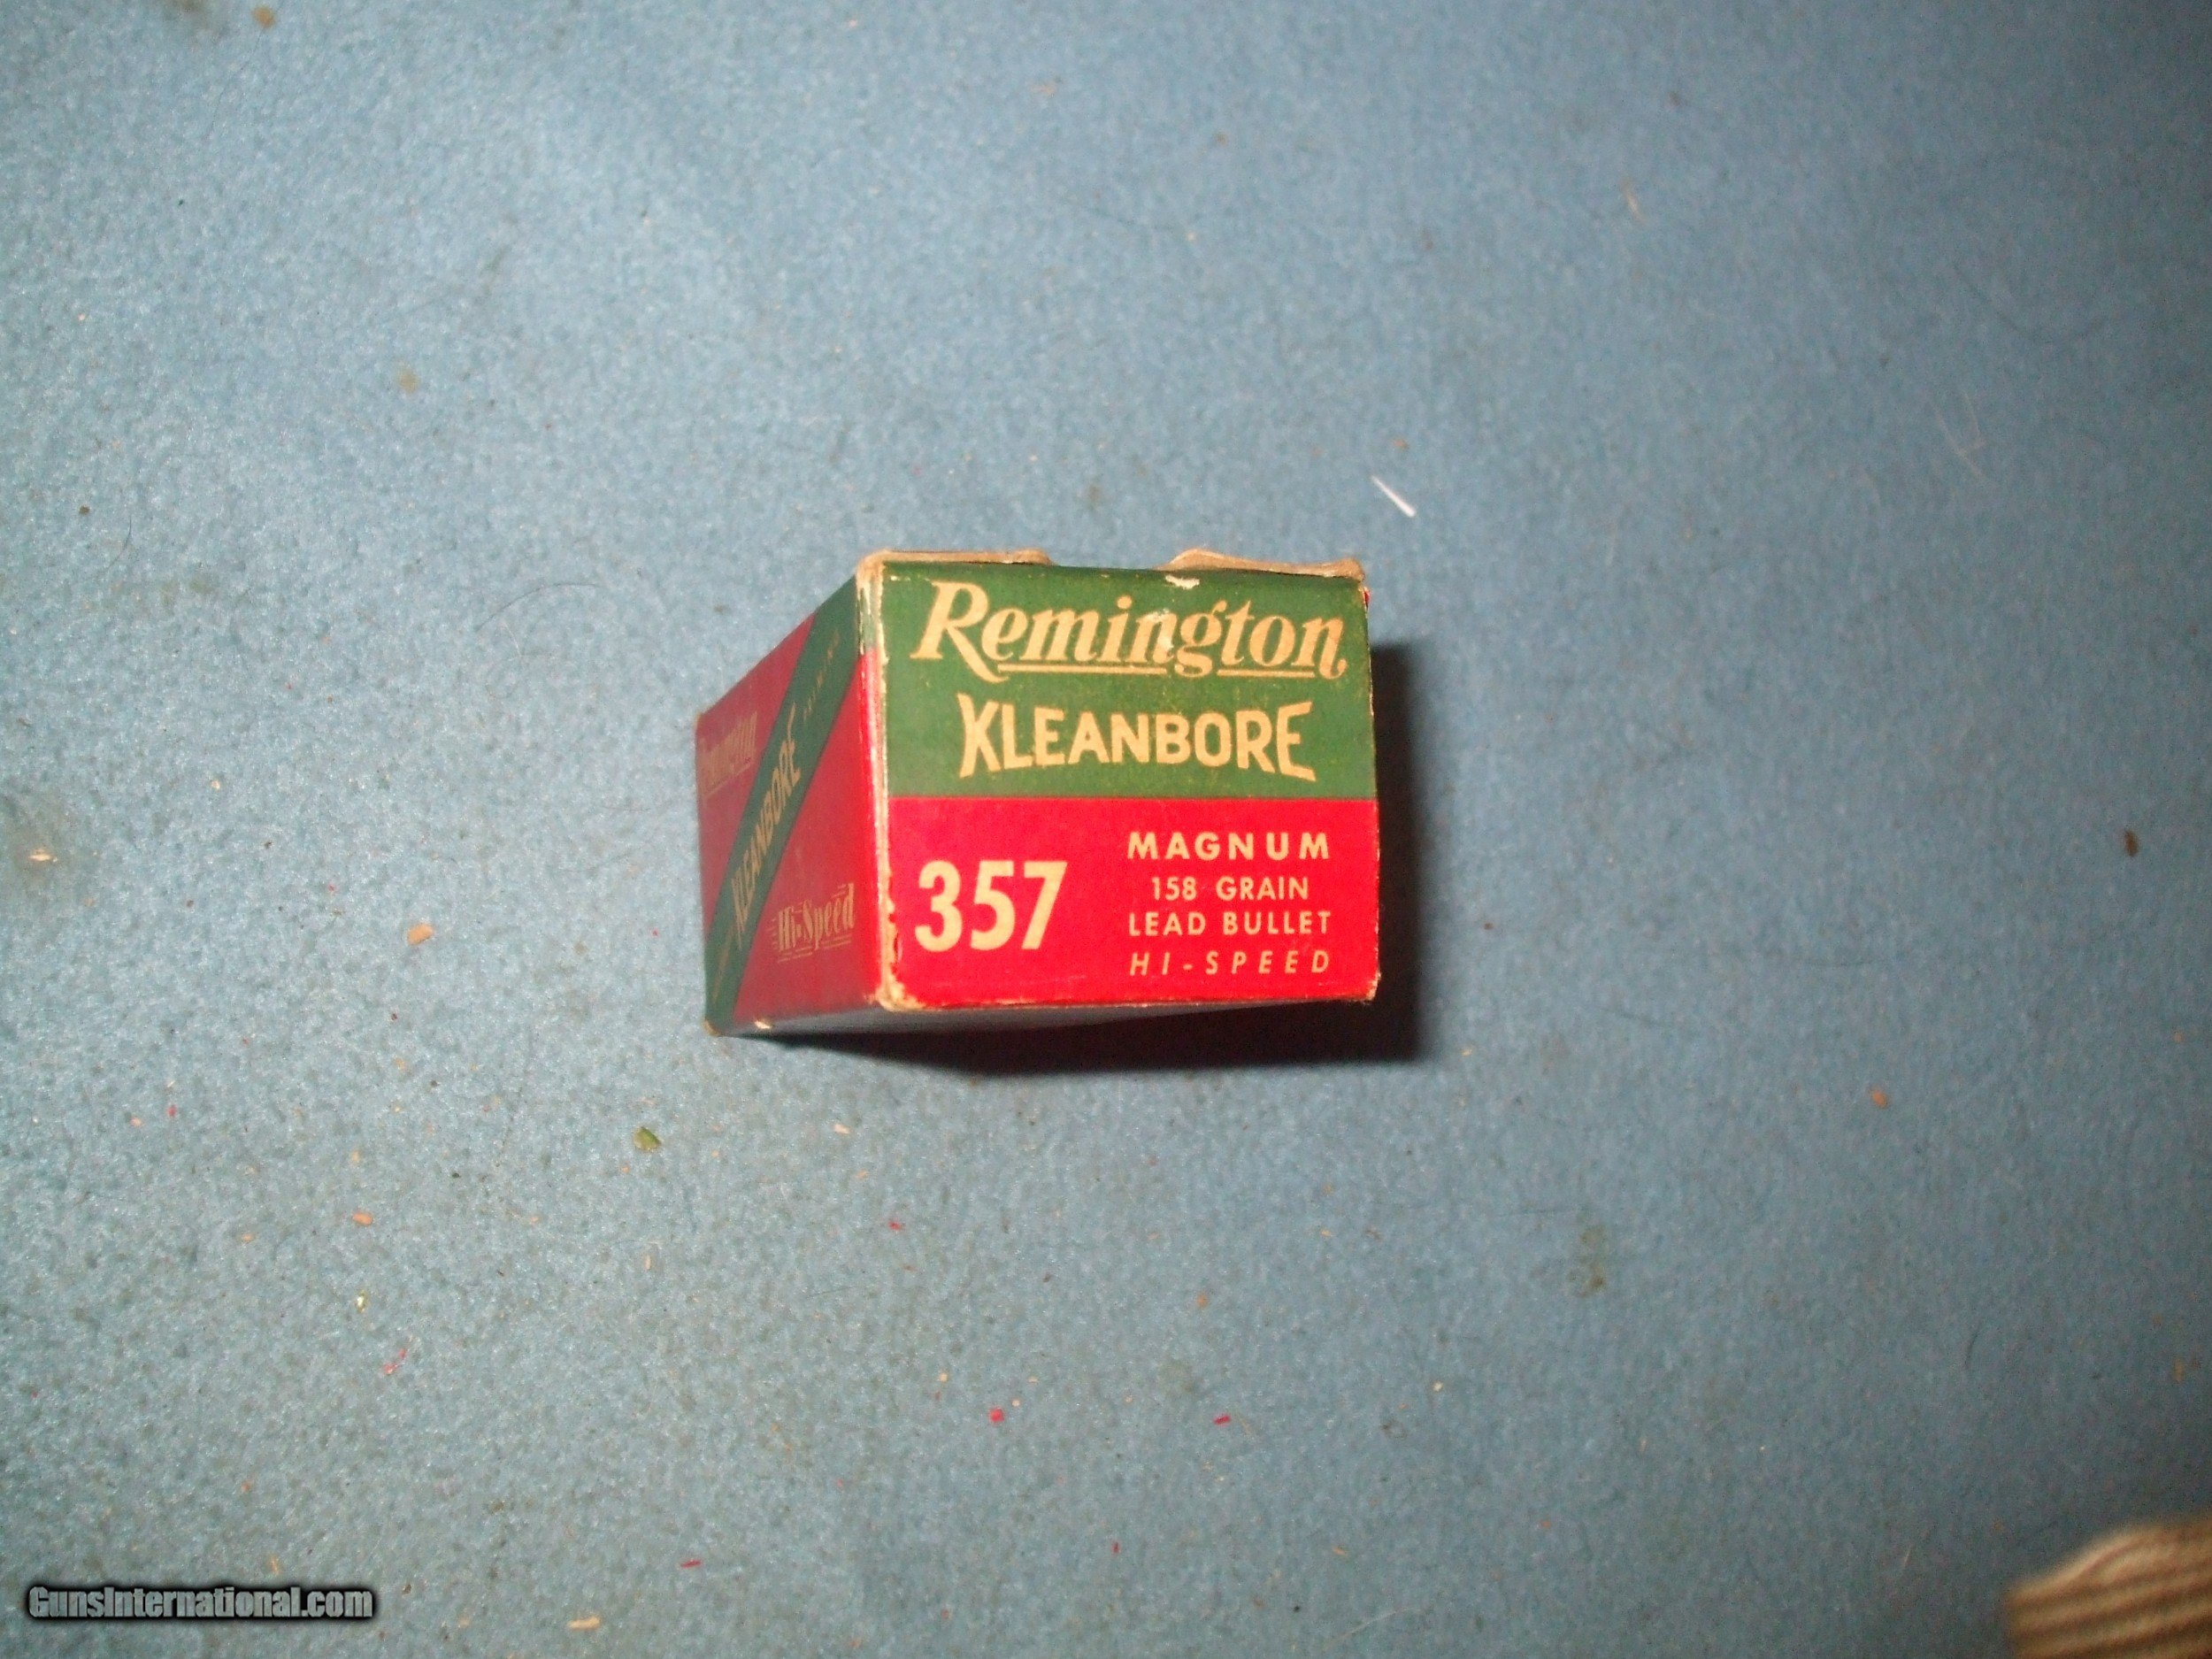 Remington
KLEANBORE
357
MAGNUM
158 GRAIN
LEAD BULLET
HI-SPEED
Remington
KLEANBORE
Hi-Speed
GunsInternational.com